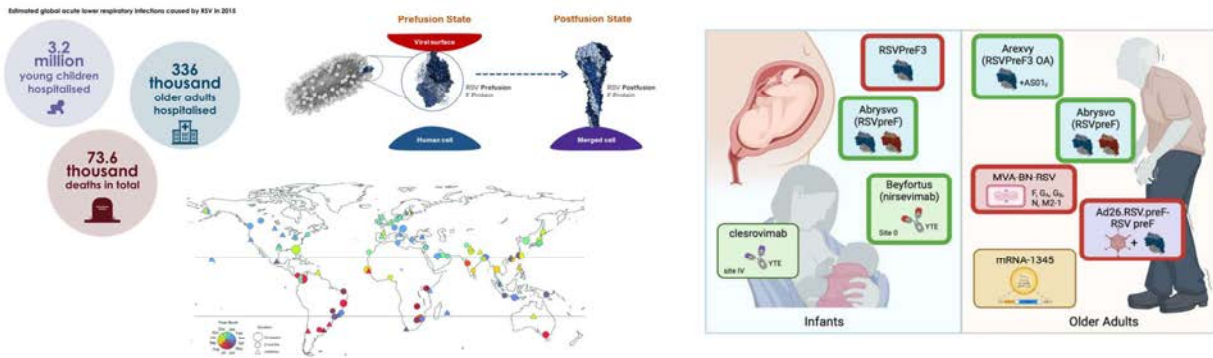 Estimated global acute lower respiratory infections caused by RSV in 2015
3.2
million
young children
hospitalised
336
thousand
older adults
hospitalised
73.6
thousand
deaths in total
Prefusion State
Viral surface
RSV Prefusion
F Protein
Human cell
Postfusion State
RSV Postfusion
F Protein
Merged cell
RSVPreF3
Abrysvo
(RSVpreF)
Beyfortus
(nirsevimab)
Site 0
YTE
clesrovimab
site IV
YTE
Infants
Arexvy
(RSVPreF3 OA)
Abrysvo
(RSVpreF)
MVA-BN-RSV
N, M2-1
Ad26.RSV.preF-
RSV preF
+
mRNA-1345
Older Adults